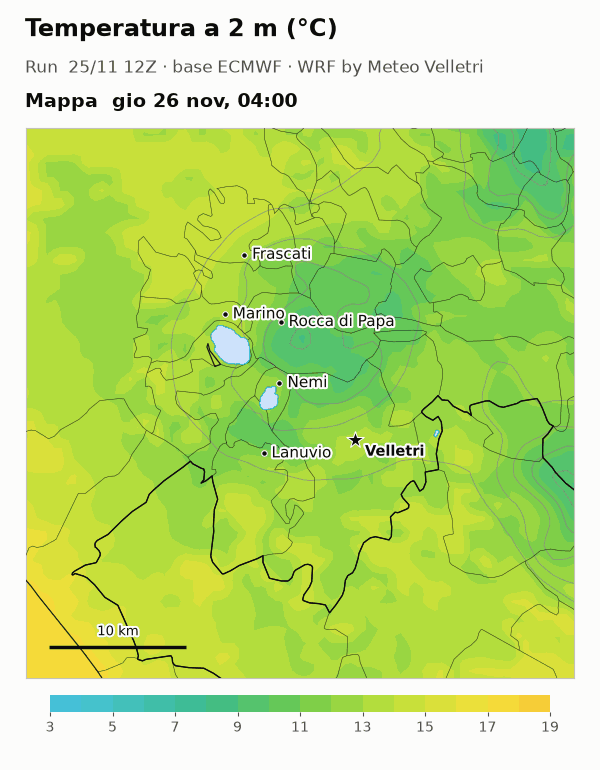 Temperatura a 2 m (°C)
Run  25/11 12Z · base ECMWF · WRF by Meteo Velletri
Mappa  gio 26 nov, 04:00
Frascati
Marino
Rocca di Papa
Nemi
Velletri
Lanuvio
10 km
3 5 7 9 11 13 15 17 19